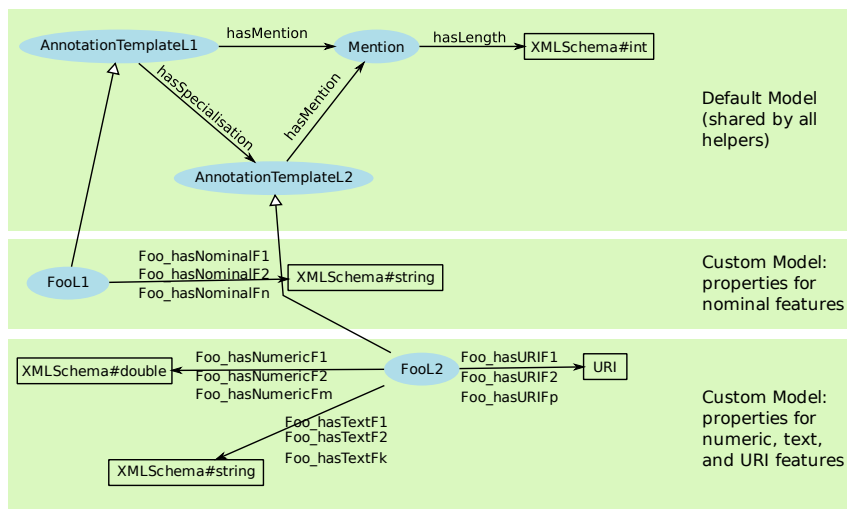 AnnotationTemplateL1
hasMention
Mention
hasLength
XMLSchema#int
hasSpecialisation
hasMention
AnnotationTemplateL2
Default Model
(shared by all
helpers)
FooL1
Foo_hasNominalF1
Foo_hasNominalF2
Foo_hasNominalFn
XMLSchema#string
Custom Model:
properties for
nominal features
XMLSchema#double
Foo_hasNumericF1
Foo_hasNumericF2
Foo_hasNumericFm
FooL2
Foo_hasURIF1
Foo_hasURIF2
Foo_hasURIFp
URI
Foo_hasTextF1
Foo_hasTextF2
Foo_hasTextFk
XMLSchema#string
Custom Model:
properties for
numeric, text,
and URI features